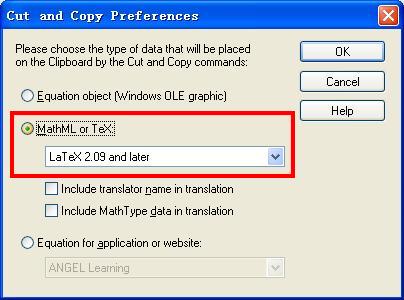 Cut and Copy Preferences
Please choose the type of data that will be placed
on the Clipboard by the Cut and Copy commands:
OK
Cancel
Help
Equation object (Windows OLE graphic)
MathML or TeX:
LaTeX 2.09 and later
Include translator name in translation
Include MathType data in translation
Equation for application or website:
ANGEL Learning